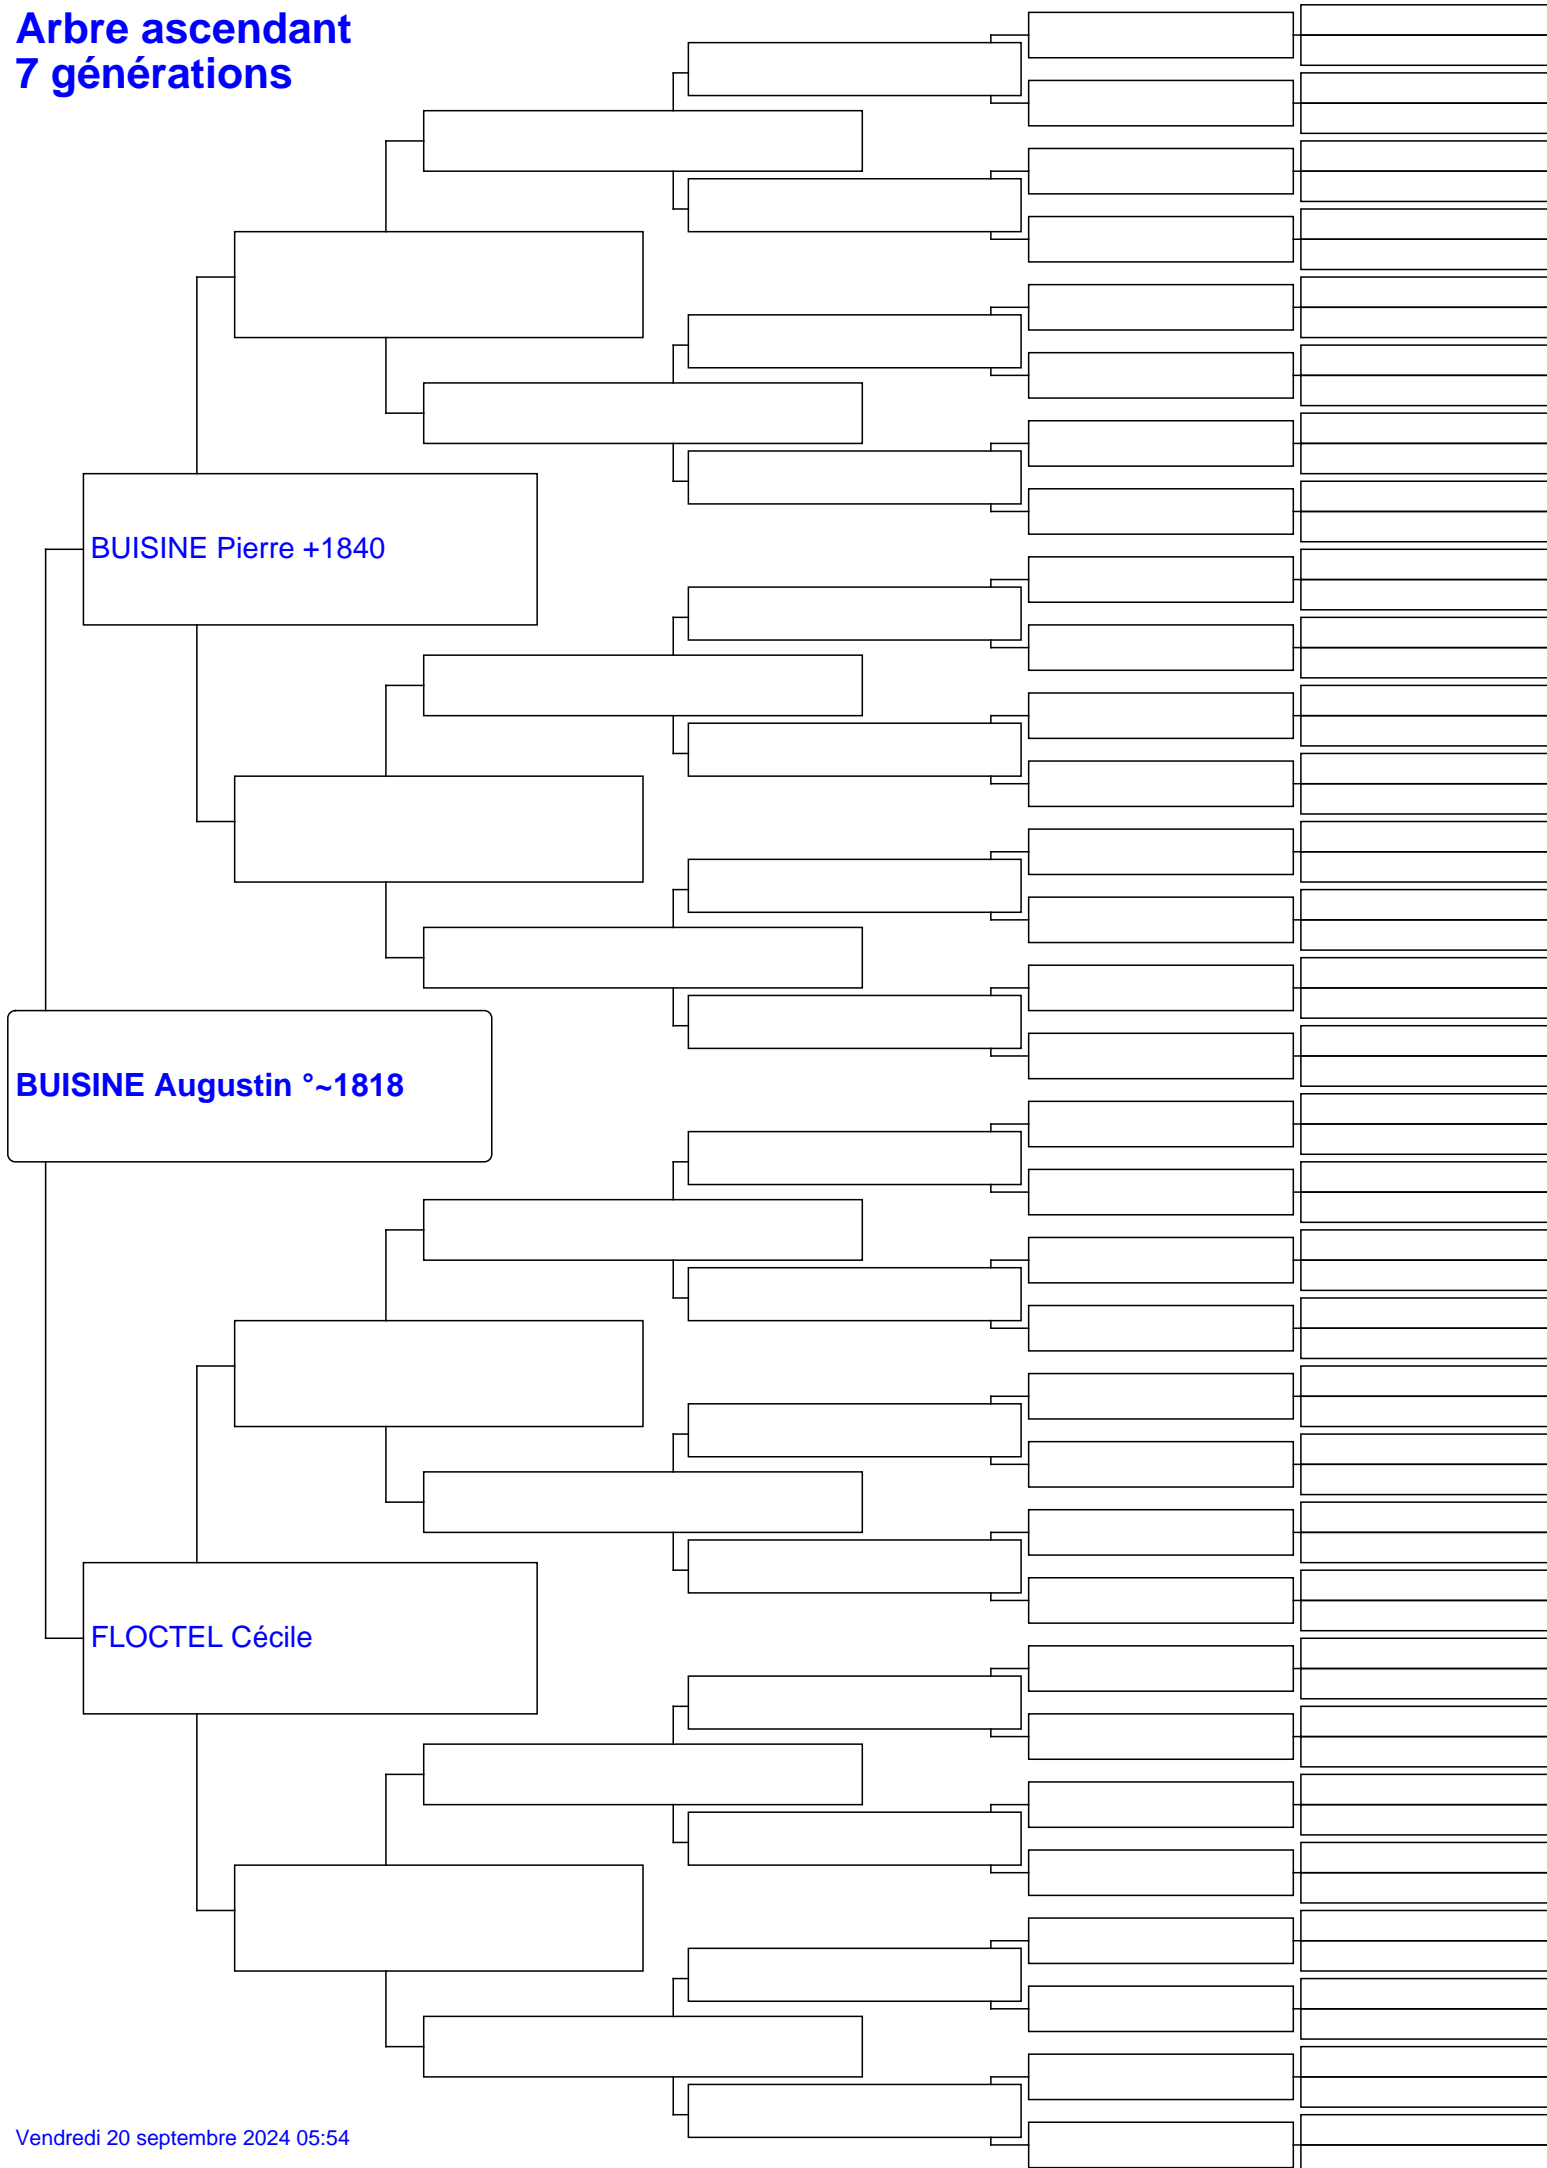 Arbre ascendant
7 générations
BUISINE Pierre +1840
BUISINE Augustin °~1818
FLOCTEL Cécile
Vendredi 20 septembre 2024 05:54